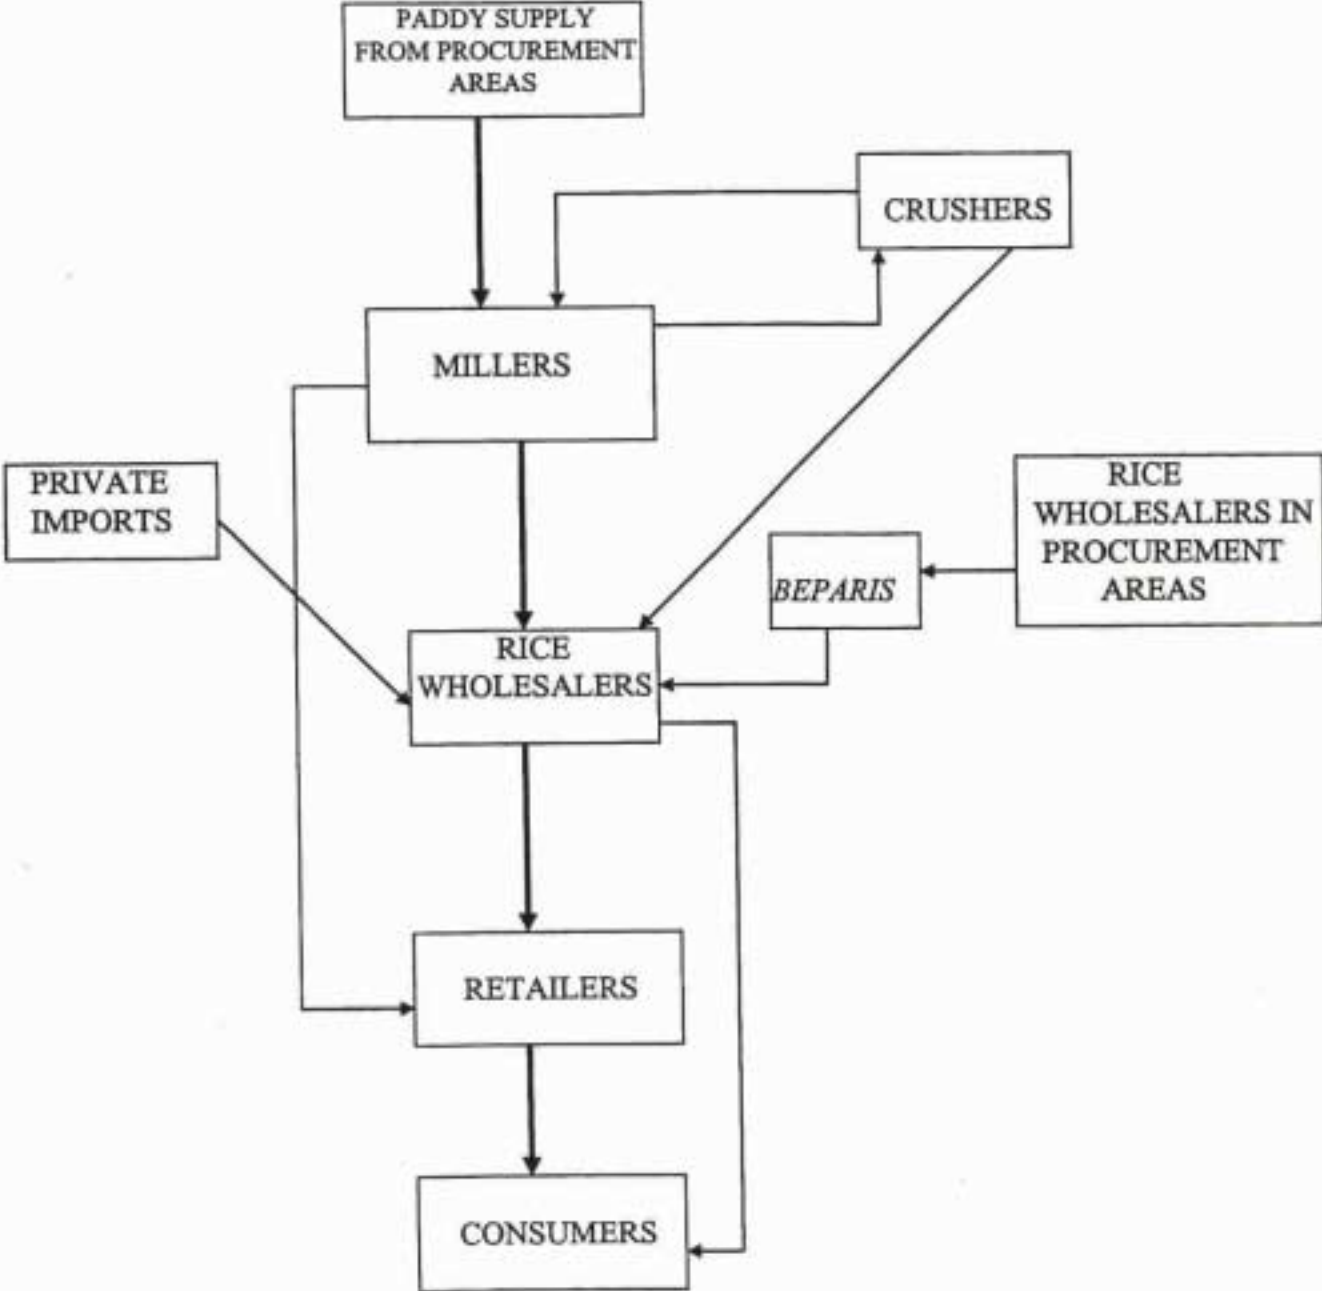 PADDY SUPPLY
FROM PROCUREMENT
AREAS
CRUSHERS
MILLERS
PRIVATE
IMPORTS
RICE
WHOLESALERS IN
PROCUREMENT
AREAS
BEPARIS
RICE
WHOLESALERS
RETAILERS
CONSUMERS